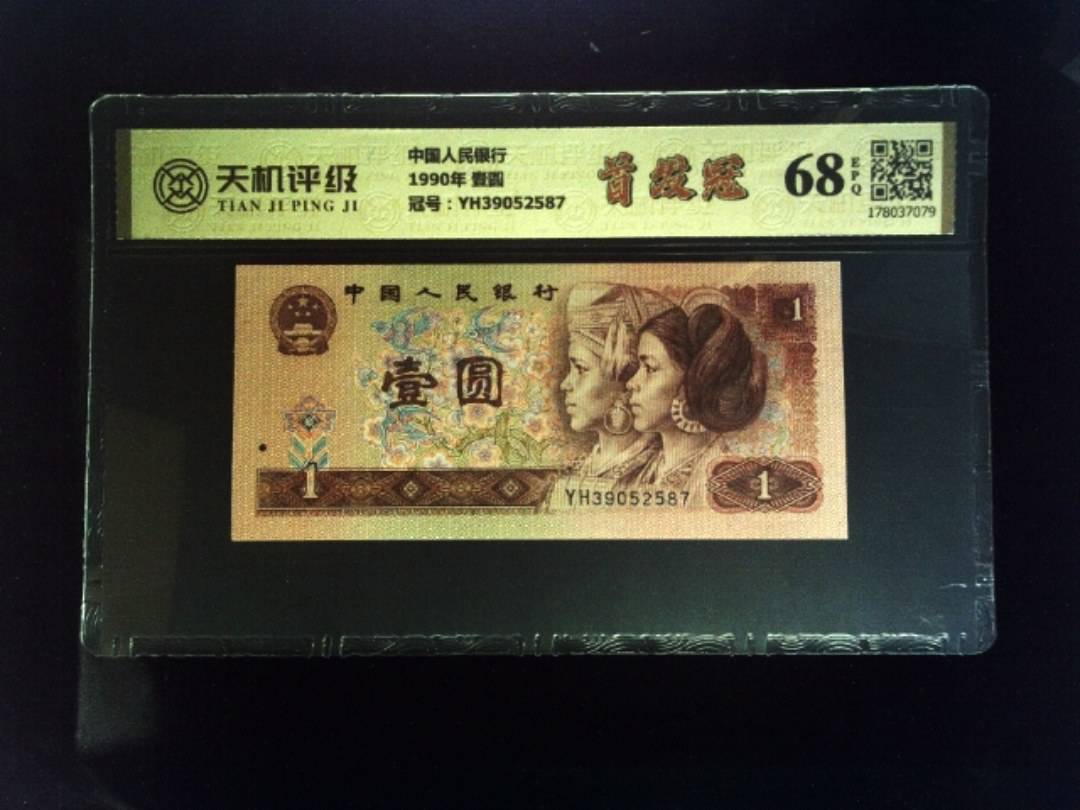 天机评级
TIAN JI PING JI
中国人民银行
1990年 壹圆
冠号：YH39052587
首发冠
68
EPQ
178037079
中国人民银行
1
壹圆
1
YH39052587
1